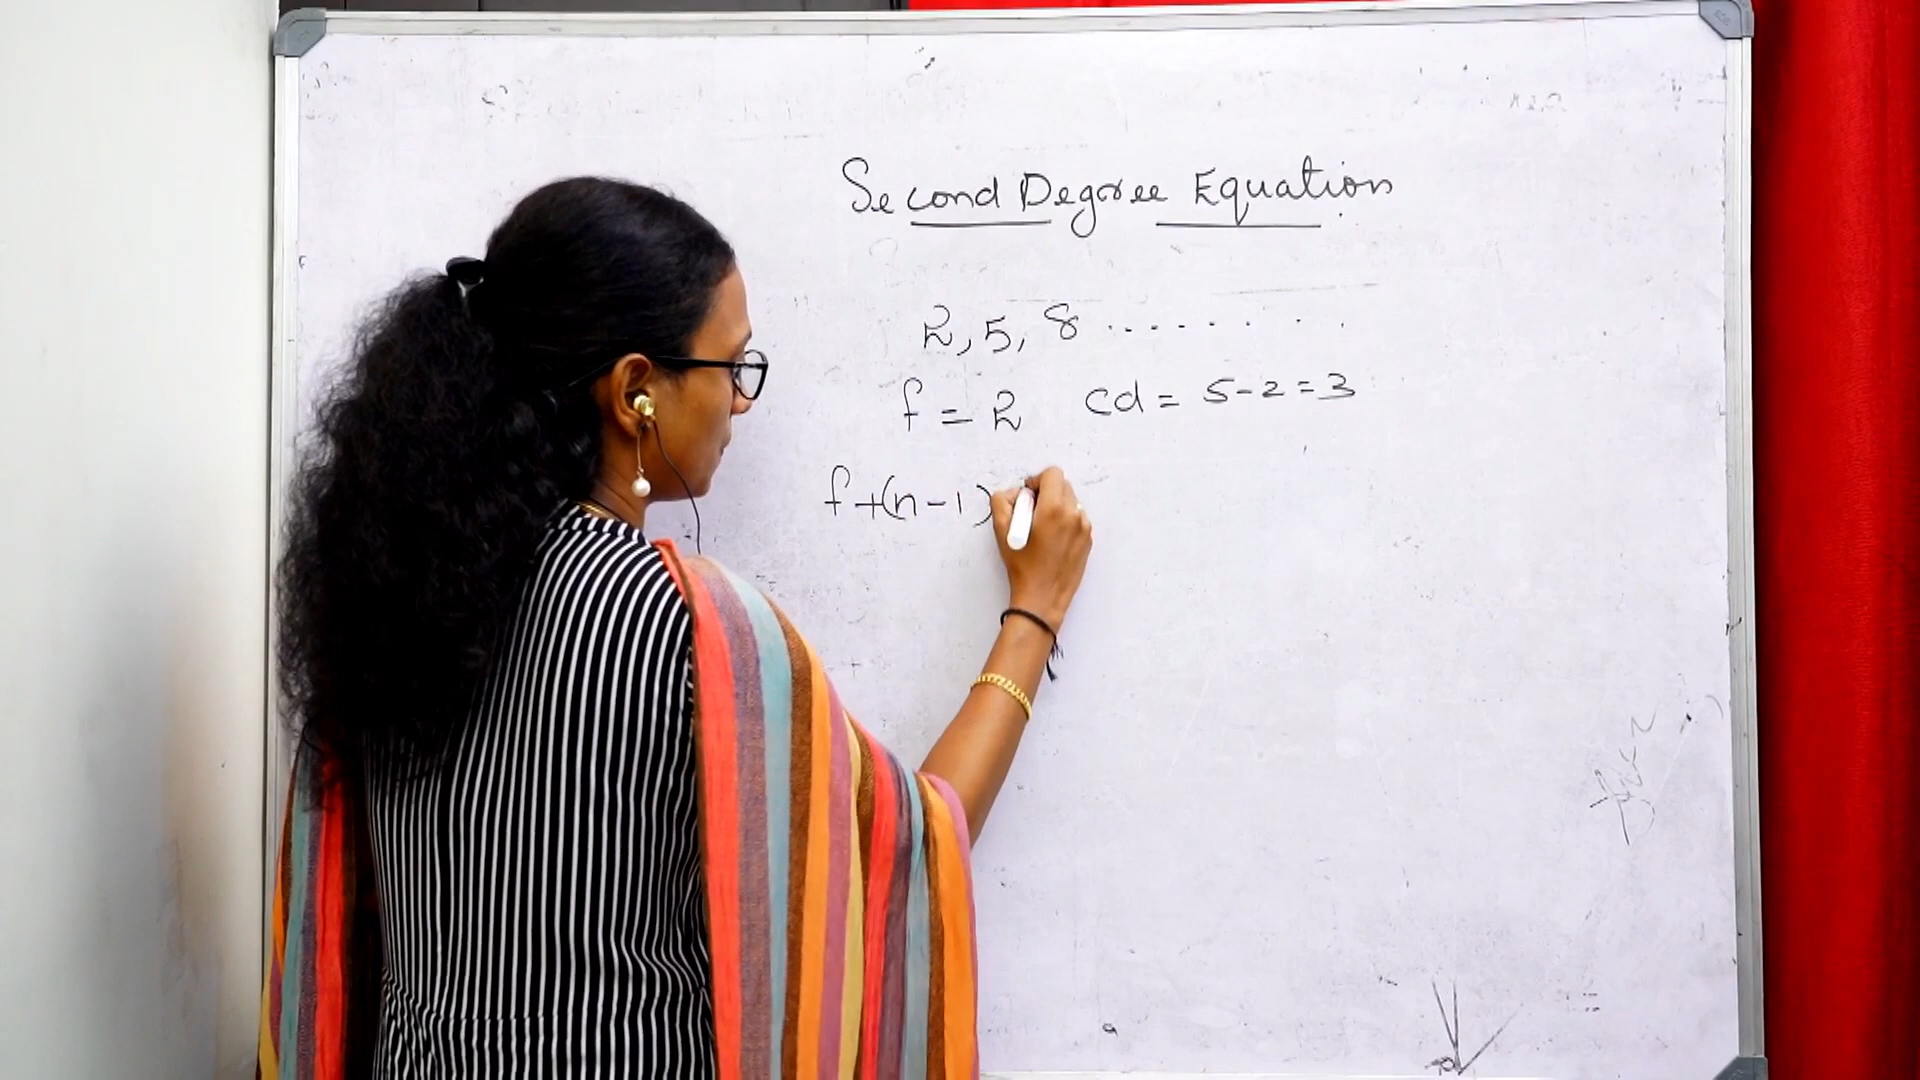 Second Degree Equation
2, 5, 8 ........
f = 2 cd = 5-2=3
f+(n-1)